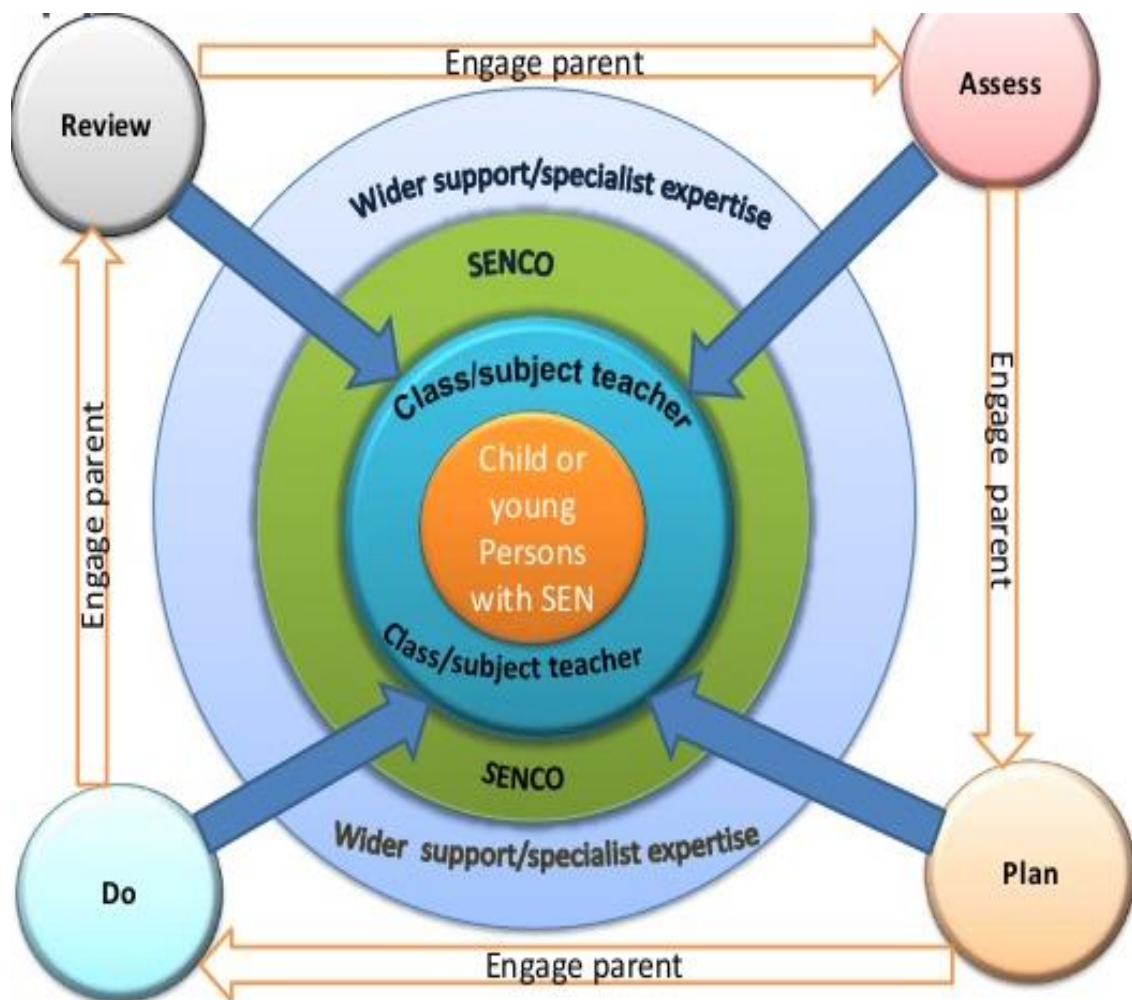 Engage parent
Review
Assess
Wider support/specialist expertise
SENCO
Class/subject teacher
Child or
young
Persons
with SEN
Class/subject teacher
SENCO
Wider support/specialist expertise
Engage parent
Engage parent
Do
Plan
Engage parent